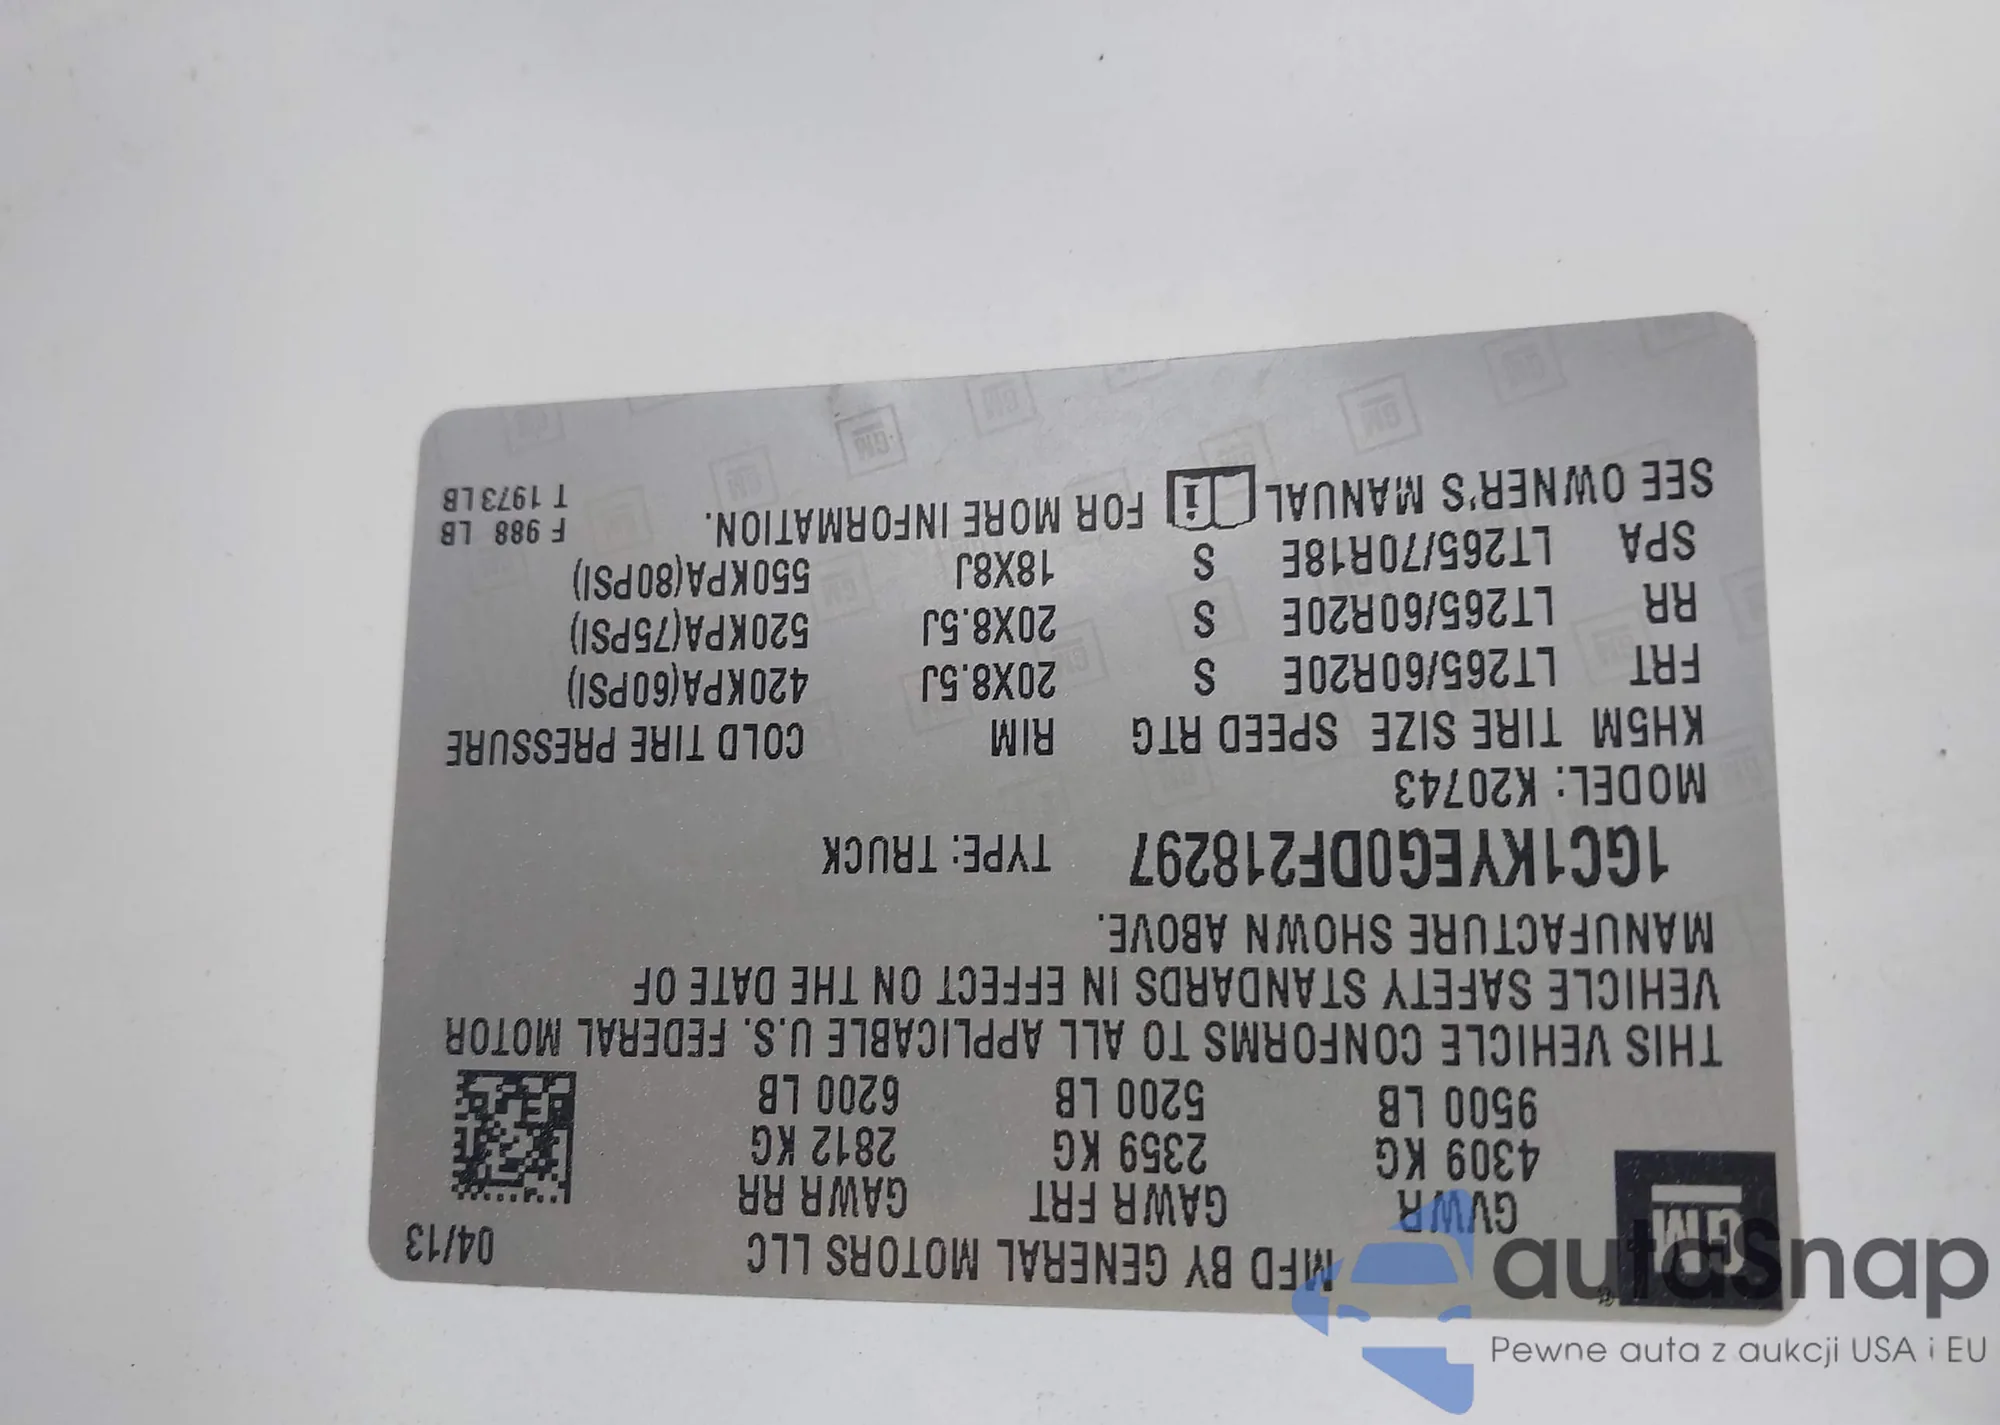 MFD BY GENERAL MOTORS LLC 04/13
GM
GVWR GAWR FRT GAWR RR
4309 KG 2359 KG 2812 KG
9500 LB 5200 LB 6200 LB
THIS VEHICLE CONFORMS TO ALL APPLICABLE U.S. FEDERAL MOTOR
VEHICLE SAFETY STANDARDS IN EFFECT ON THE DATE OF
MANUFACTURE SHOWN ABOVE.
1GC1KYEG0DF218297 TYPE: TRUCK
MODEL: K20743
KH5M TIRE SIZE SPEED RTG RIM COLD TIRE PRESSURE
FRT LT265/60R20E S 20X8.5J 420KPA(60PSI)
RR LT265/60R20E S 20X8.5J 520KPA(75PSI)
SPA LT265/70R18E S 18X8J 550KPA(80PSI)
SEE OWNER'S MANUAL i FOR MORE INFORMATION.
F 988 LB
T 1973 LB
autoSnap
Pewne auta z aukcji USA i EU